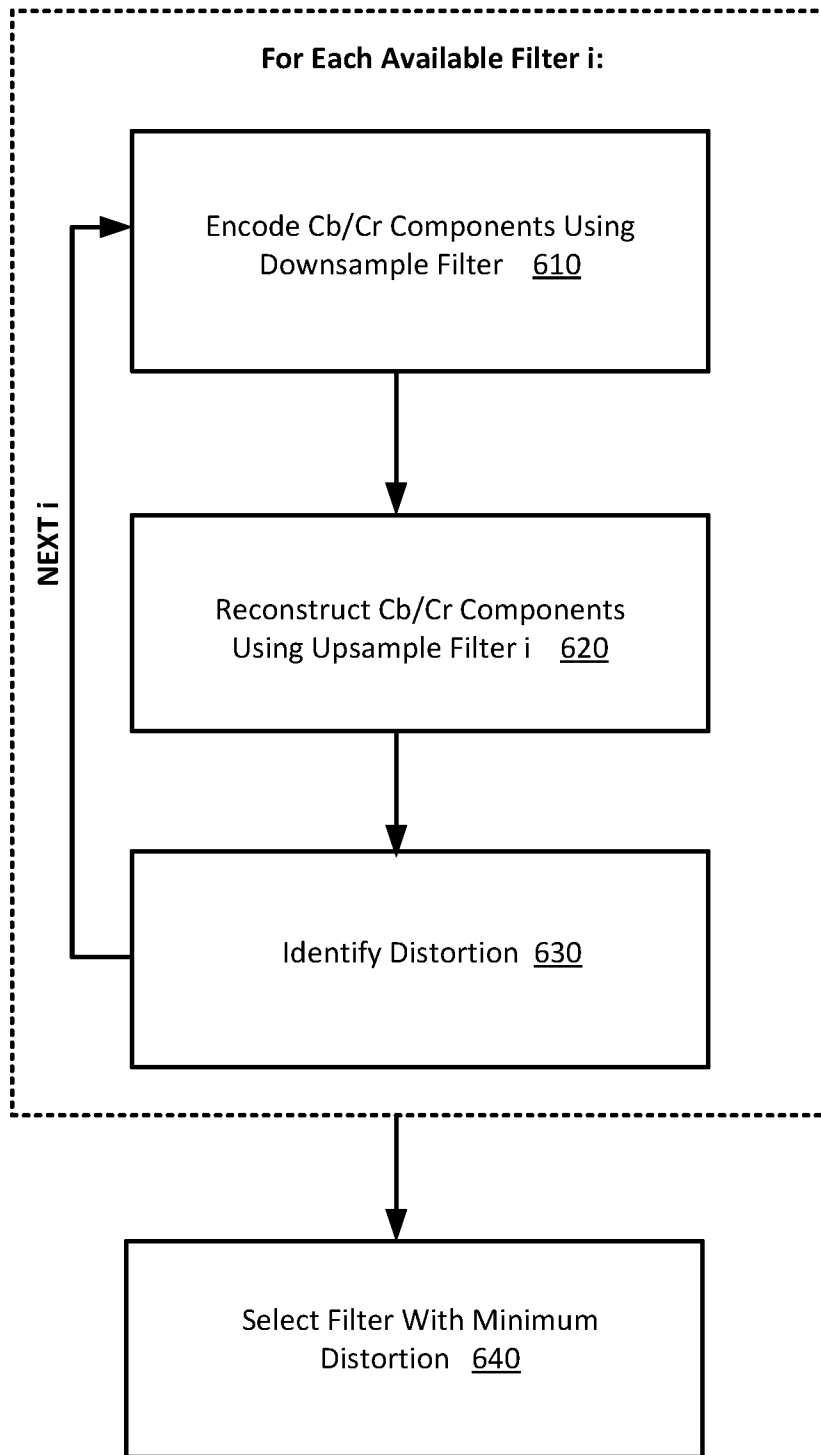 For Each Available Filter i:
Encode Cb/Cr Components Using
Downsample Filter 610
NEXT i
Reconstruct Cb/Cr Components
Using Upsample Filter i 620
Identify Distortion 630
Select Filter With Minimum
Distortion 640